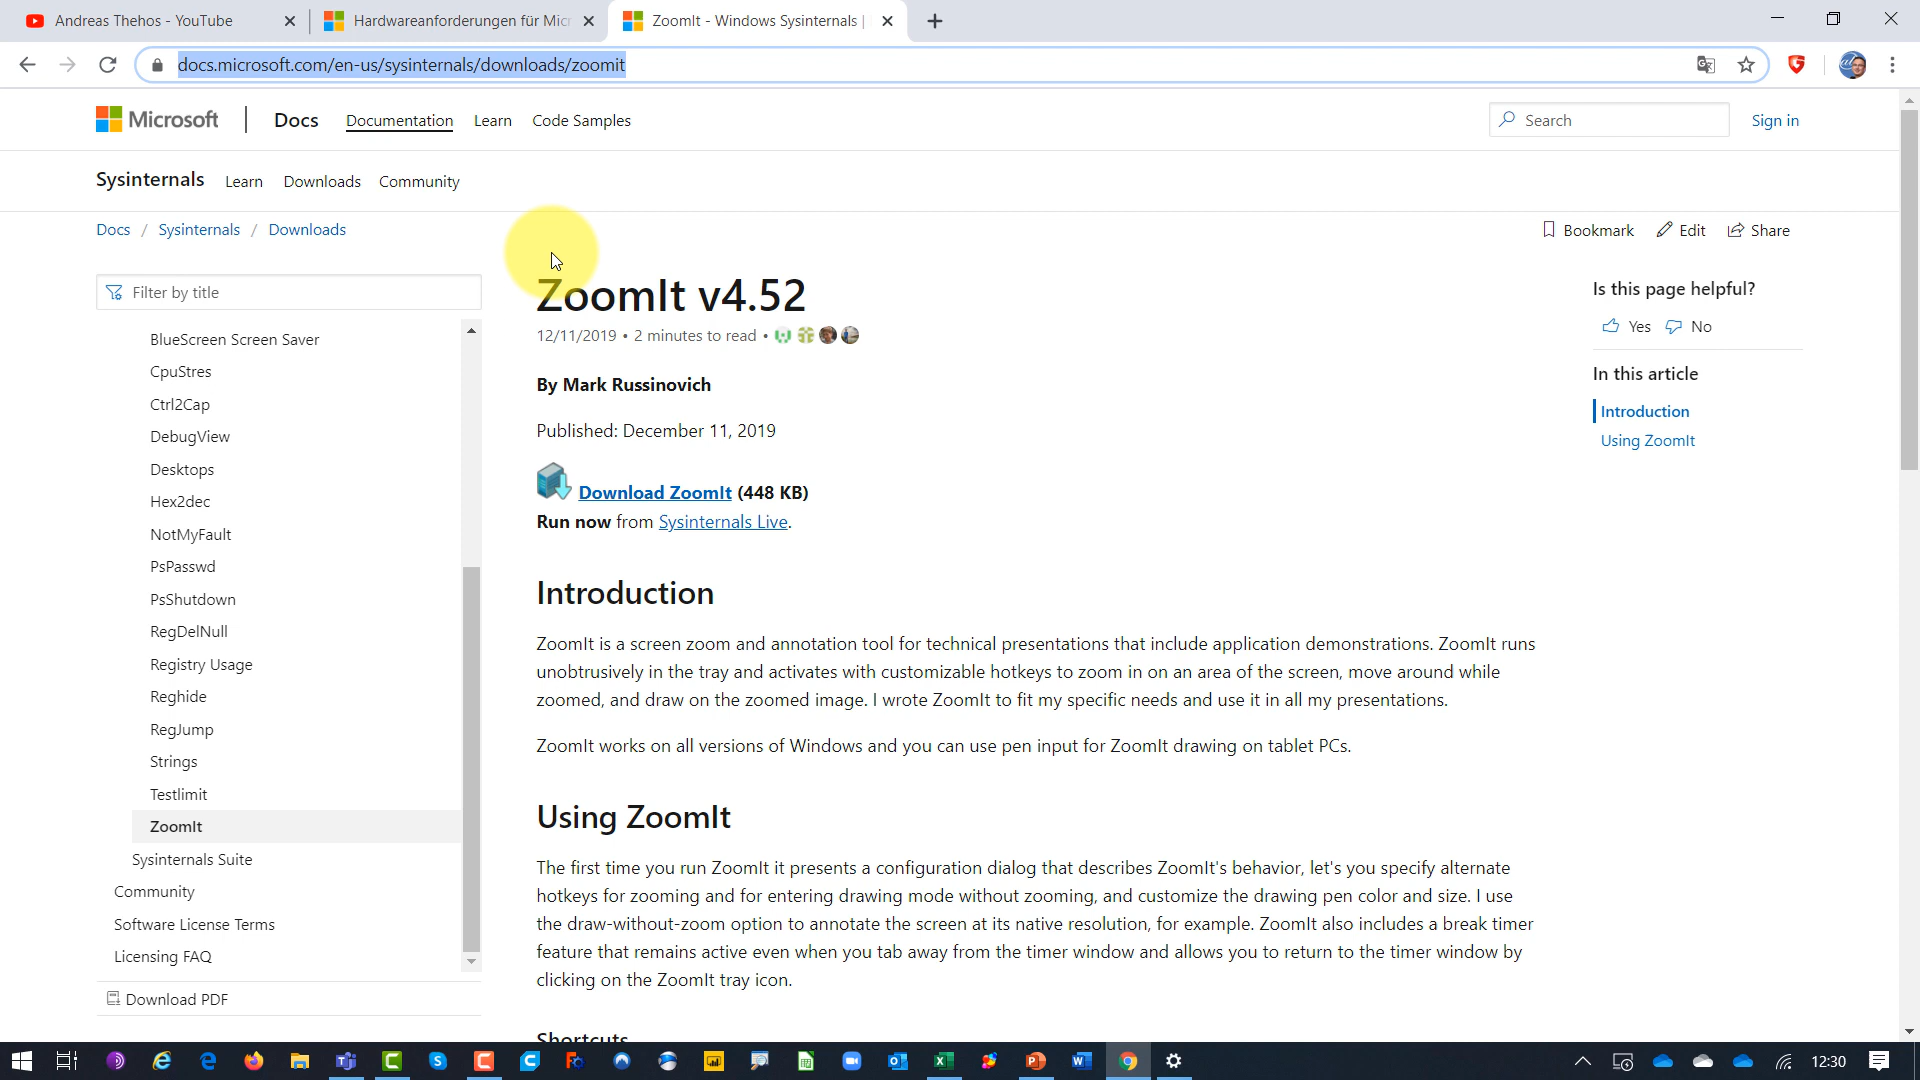 Andreas Thehos - YouTube
Hardwareanforderungen für Micr
ZoomIt - Windows Sysinternals |
docs.microsoft.com/en-us/sysinternals/downloads/zoomit
Microsoft
Docs
Documentation
Learn
Code Samples
Search
Sign in
Sysinternals
Learn
Downloads
Community
Docs / Sysinternals / Downloads
Bookmark
Edit
Share
Filter by title
BlueScreen Screen Saver
CpuStres
Ctrl2Cap
DebugView
Desktops
Hex2dec
NotMyFault
PsPasswd
PsShutdown
RegDelNull
Registry Usage
Reghide
RegJump
Strings
Testlimit
ZoomIt
Sysinternals Suite
Community
Software License Terms
Licensing FAQ
Download PDF
ZoomIt v4.52
12/11/2019 • 2 minutes to read •
By Mark Russinovich
Published: December 11, 2019
Download ZoomIt (448 KB)
Run now from Sysinternals Live.
Introduction
ZoomIt is a screen zoom and annotation tool for technical presentations that include application demonstrations. ZoomIt runs
unobtrusively in the tray and activates with customizable hotkeys to zoom in on an area of the screen, move around while
zoomed, and draw on the zoomed image. I wrote ZoomIt to fit my specific needs and use it in all my presentations.
ZoomIt works on all versions of Windows and you can use pen input for ZoomIt drawing on tablet PCs.
Using ZoomIt
The first time you run ZoomIt it presents a configuration dialog that describes ZoomIt's behavior, let's you specify alternate
hotkeys for zooming and for entering drawing mode without zooming, and customize the drawing pen color and size. I use
the draw-without-zoom option to annotate the screen at its native resolution, for example. ZoomIt also includes a break timer
feature that remains active even when you tab away from the timer window and allows you to return to the timer window by
clicking on the ZoomIt tray icon.
Shortcuts
Is this page helpful?
Yes
No
In this article
Introduction
Using ZoomIt
12:30